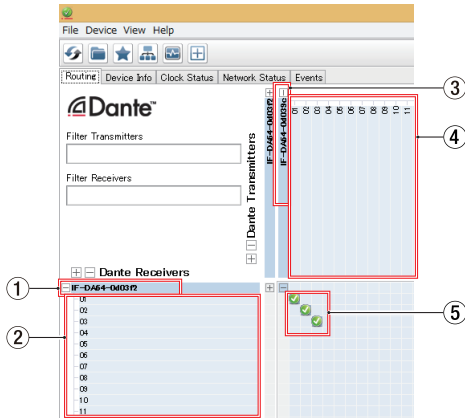 File Device View Help
Routing Device Info Clock Status Network Status Events
Dante™
Filter Transmitters
Filter Receivers
Dante Transmitters
IF-DA64-0d03f2
IF-DA64-0d039c
01 02 03 04 05 06 07 08 09 10 11
Dante Receivers
IF-DA64-0d03f2
01
02
03
04
05
06
07
08
09
10
11
1
2
3
4
5